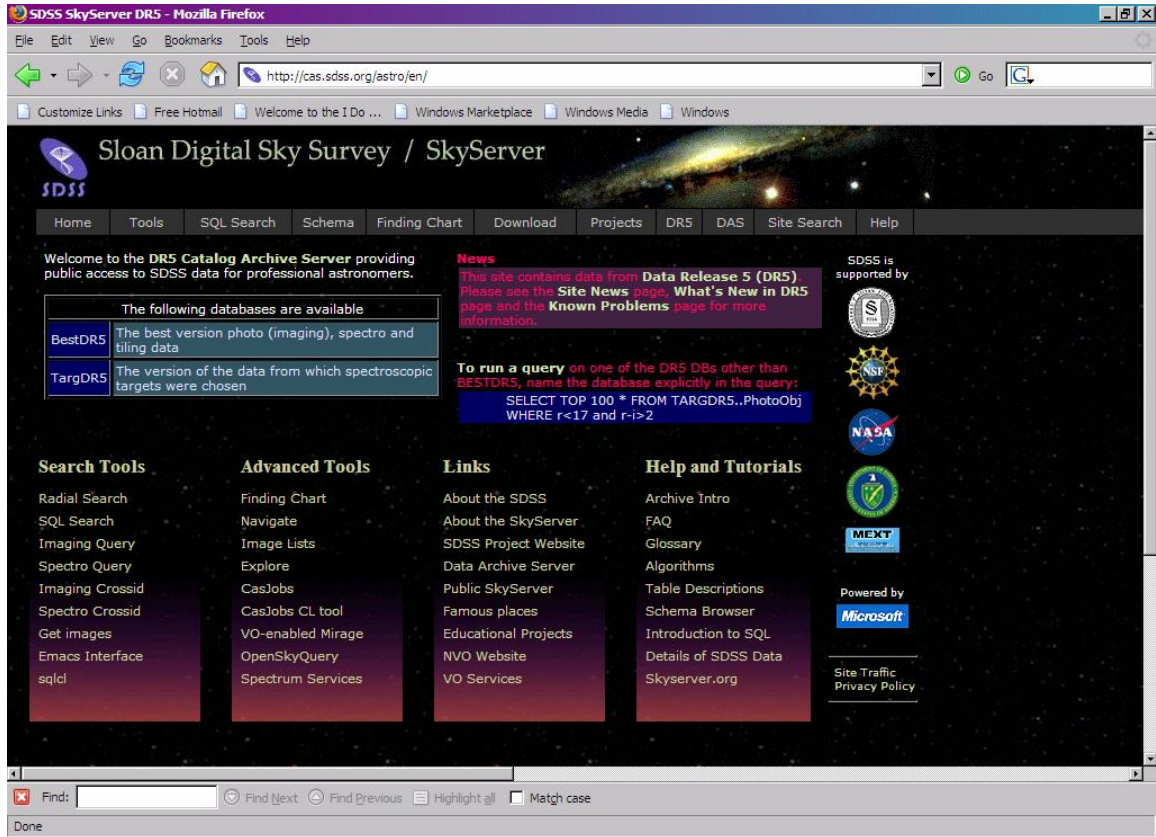 SDSS SkyServer DR5 - Mozilla Firefox
File Edit View Go Bookmarks Tools Help
http://cas.sdss.org/astro/en/
Go
G
Customize Links Free Hotmail Welcome to the I Do ... Windows Marketplace Windows Media Windows
SDSS
Sloan Digital Sky Survey / SkyServer
Home Tools SQL Search Schema Finding Chart Download Projects DR5 DAS Site Search Help
Welcome to the DR5 Catalog Archive Server providing
public access to SDSS data for professional astronomers.
The following databases are available
BestDR5 The best version photo (imaging), spectro and
tiling data
TargDR5 The version of the data from which spectroscopic
targets were chosen
News
This site contains data from Data Release 5 (DR5).
Please see the Site News page, What's New in DR5
page and the Known Problems page for more
information.
To run a query on one of the DR5 DBs other than
BESTDR5, name the database explicitly in the query:
SELECT TOP 100 * FROM TARGDR5..PhotoObj
WHERE r<17 and r-i>2
SDSS is
supported by
S
NSF
NASA
MEXT
Powered by
Microsoft
Site Traffic
Privacy Policy
Search Tools
Radial Search
SQL Search
Imaging Query
Spectro Query
Imaging Crossid
Spectro Crossid
Get images
Emacs Interface
sqlcl
Advanced Tools
Finding Chart
Navigate
Image Lists
Explore
CasJobs
CasJobs CL tool
VO-enabled Mirage
OpenSkyQuery
Spectrum Services
Links
About the SDSS
About the SkyServer
SDSS Project Website
Data Archive Server
Public SkyServer
Famous places
Educational Projects
NVO Website
VO Services
Help and Tutorials
Archive Intro
FAQ
Glossary
Algorithms
Table Descriptions
Schema Browser
Introduction to SQL
Details of SDSS Data
Skyserver.org
Find: Find Next Find Previous Highlight all Match case
Done